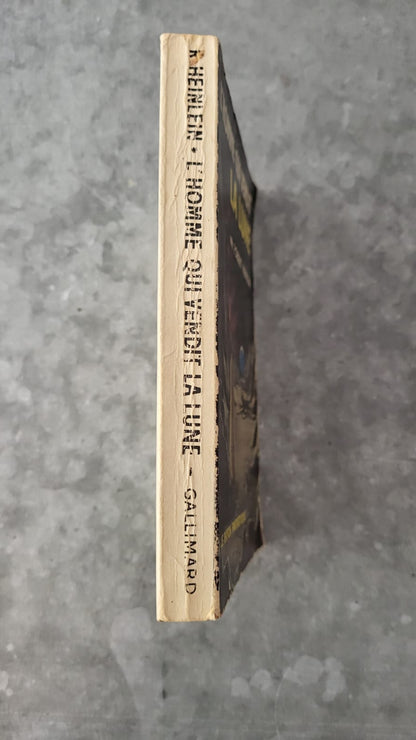 R. HEINLEIN • L'HOMME QUI VENDIT LA LUNE - GALLIMARD